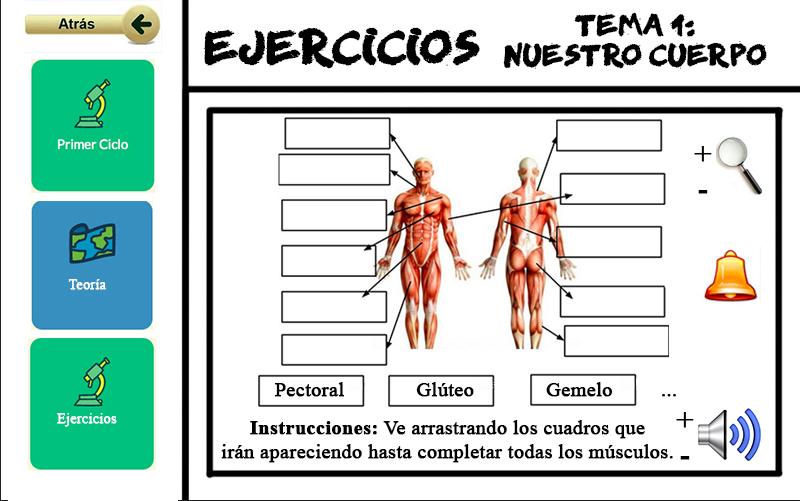 Atrás
EJERCICIOS
TEMA 1:
NUESTRO CUERPO
Primer Ciclo
Teoría
Ejercicios
+
-
Pectoral
Glúteo
Gemelo
...
Instrucciones: Ve arrastrando los cuadros que
irán apareciendo hasta completar todas los músculos.
+
-